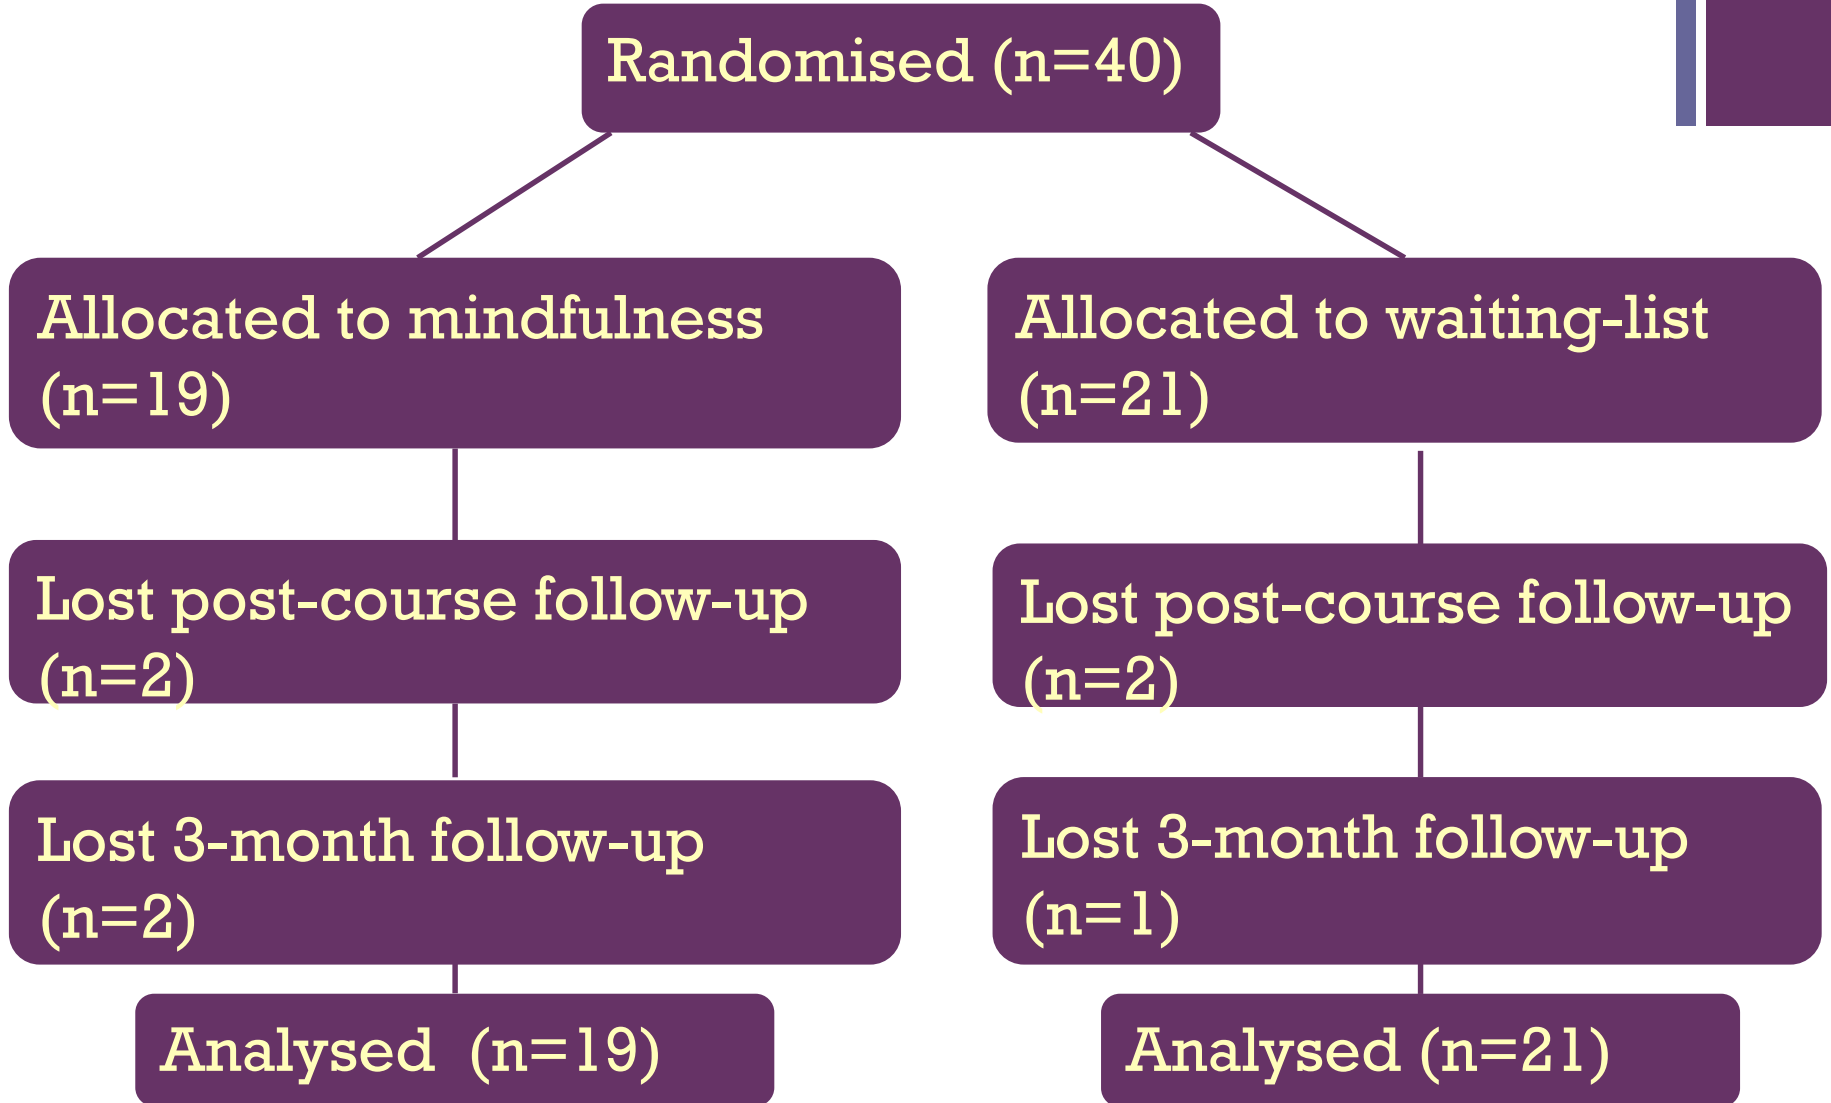 Randomised (n=40)
Allocated to mindfulness
(n=19)
Allocated to waiting-list
(n=21)
Lost post-course follow-up
(n=2)
Lost post-course follow-up
(n=2)
Lost 3-month follow-up
(n=2)
Lost 3-month follow-up
(n=1)
Analysed (n=19)
Analysed (n=21)